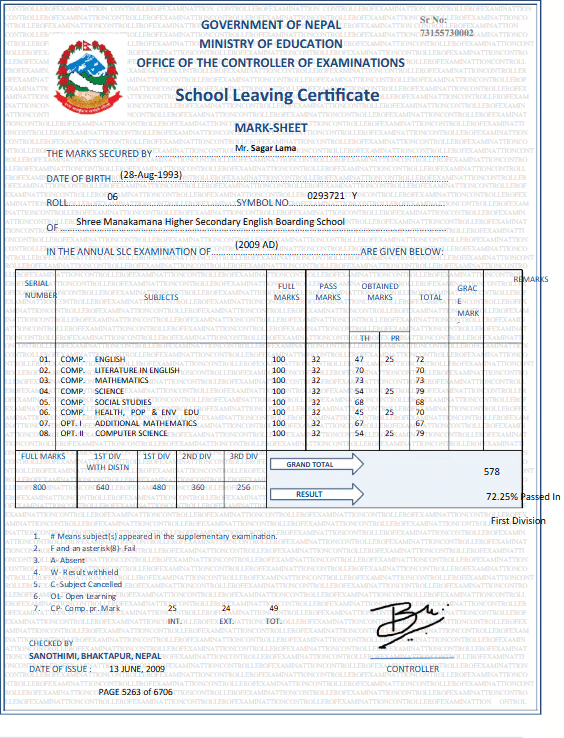 GOVERNMENT OF NEPAL
Sr No:
73155730002
MINISTRY OF EDUCATION
OFFICE OF THE CONTROLLER OF EXAMINATIONS
School Leaving Certificate
MARK-SHEET
THE MARKS SECURED BY Mr. Sagar Lama
DATE OF BIRTH (28-Aug-1993)
ROLL 06 SYMBOL NO 0293721 Y
OF Shree Manakamana Higher Secondary English Boarding School
IN THE ANNUAL SLC EXAMINATION OF (2009 AD) ARE GIVEN BELOW:
SERIAL NUMBER SUBJECTS FULL MARKS PASS MARKS OBTAINED MARKS TOTAL GRAC E MARK REMARKS
TH PR
01. COMP. ENGLISH 100 32 47 25 72
02. COMP. LITERATURE IN ENGLISH 100 32 70 70
03. COMP. MATHEMATICS 100 32 73 73
04. COMP. SCIENCE 100 32 54 25 79
05. COMP. SOCIAL STUDIES 100 32 68 68
06. COMP. HEALTH, POP & ENV EDU 100 32 45 25 70
07. OPT. I ADDITIONAL MATHEMATICS 100 32 67 67
08. OPT. II COMPUTER SCIENCE 100 32 54 25 79
FULL MARKS 1ST DIV WITH DISTN 1ST DIV 2ND DIV 3RD DIV GRAND TOTAL 578
800 640 480 360 256 RESULT 72.25% Passed In
First Division
1. # Means subject(s) appeared in the supplementary examination.
2. F and an asterisk(B) Fail
3. A- Absent
4. W- Result withheld
5. C- Subject Cancelled
6. OL- Open Learning
7. CP- Comp. pr. Mark 25 24 49
INT. EXT. TOT.
CHECKED BY
SANOTHIMI, BHAKTAPUR, NEPAL
DATE OF ISSUE : 13 JUNE, 2009
CONTROLLER
PAGE 5263 of 6706